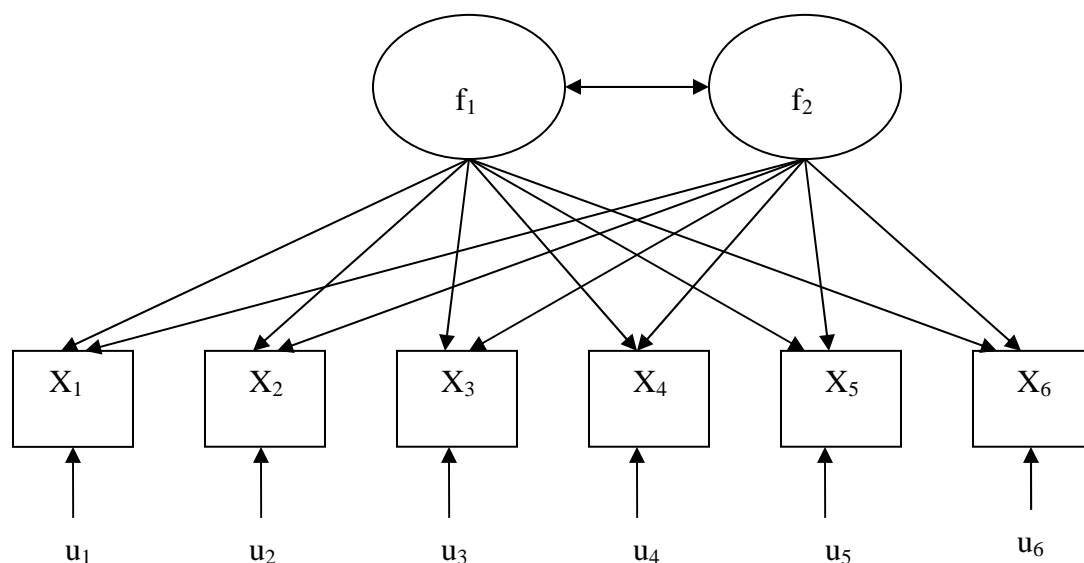 f₁ f₂
X₁ X₂ X₃ X₄ X₅ X₆
u₁ u₂ u₃ u₄ u₅ u₆